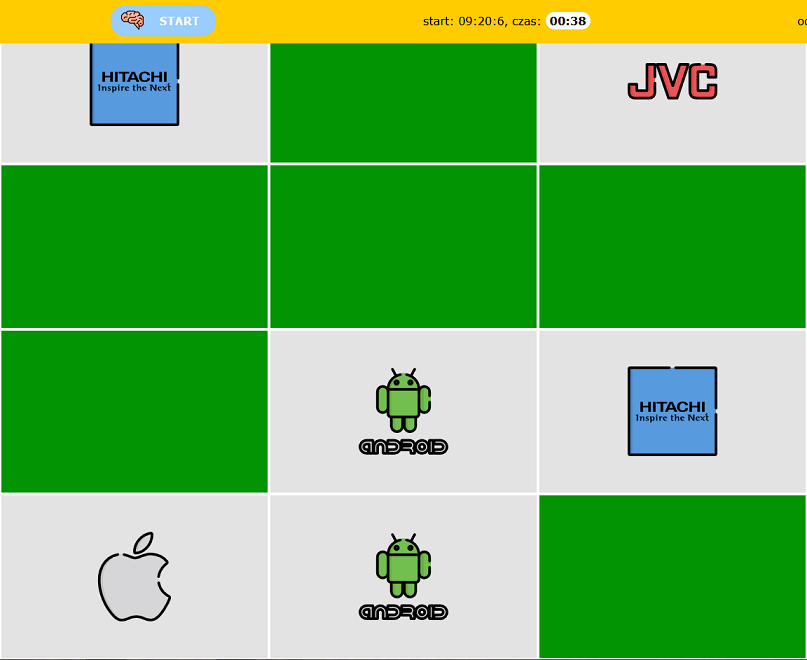 START
start: 09:20:6, czas: 00:38
HITACHI
Inspire the Next
JVC
android
HITACHI
Inspire the Next
android